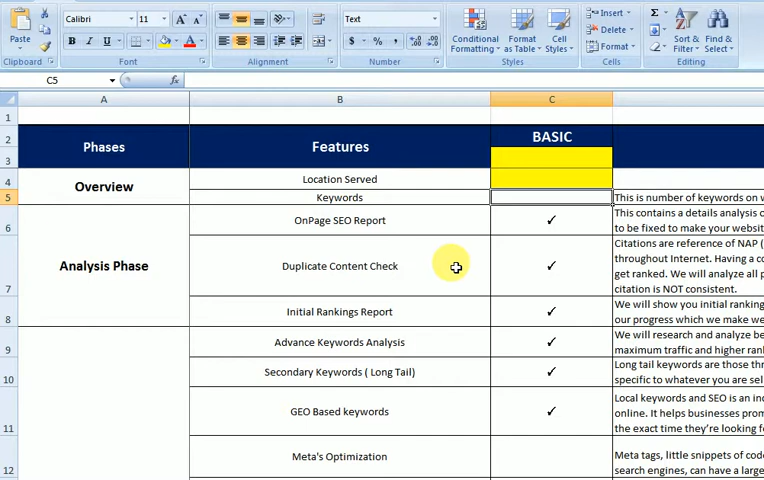 Calibri 11 A A Text Insert Σ
Paste B I U A $ % , Conditional Format Cell Delete Sort & Find &
Formatting as Table Styles Format Filter Select
Clipboard Font Alignment Number Styles Cells Editing
C5 fx
A B C
1
2 Phases Features BASIC
3
4 Overview Location Served
5 Keywords This is number of keywords on w
6 OnPage SEO Report ✓ This contains a details analysis o
to be fixed to make your websit
7 Analysis Phase Duplicate Content Check ✓ Citations are reference of NAP (
throughout Internet. Having a co
get ranked. We will analyze all p
citation is NOT consistent.
8 Initial Rankings Report ✓ We will show you initial ranking
our progress which we make we
9 Advance Keywords Analysis ✓ We will research and analyze be
maximum traffic and higher ran
10 Secondary Keywords ( Long Tail) ✓ Long tail keywords are those thr
specific to whatever you are sel
11 GEO Based keywords ✓ Local keywords and SEO is an inc
online. It helps businesses prom
the exact time they're looking fo
12 Meta's Optimization Meta tags, little snippets of code
search engines, can have a large